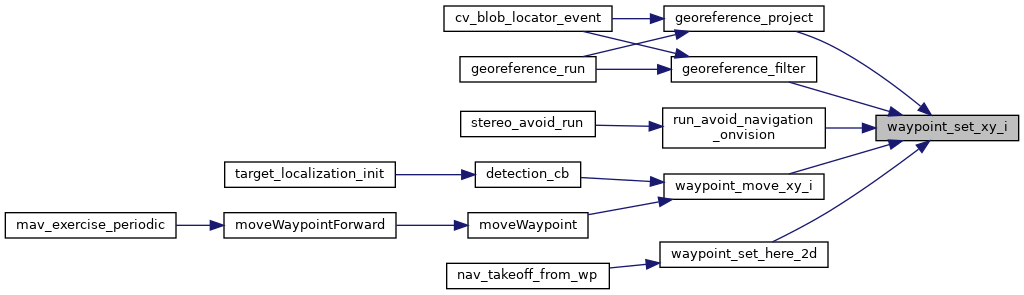 cv_blob_locator_event
georeference_project
georeference_run
georeference_filter
stereo_avoid_run
run_avoid_navigation
_onvision
waypoint_set_xy_i
target_localization_init
detection_cb
waypoint_move_xy_i
mav_exercise_periodic
moveWaypointForward
moveWaypoint
waypoint_set_here_2d
nav_takeoff_from_wp